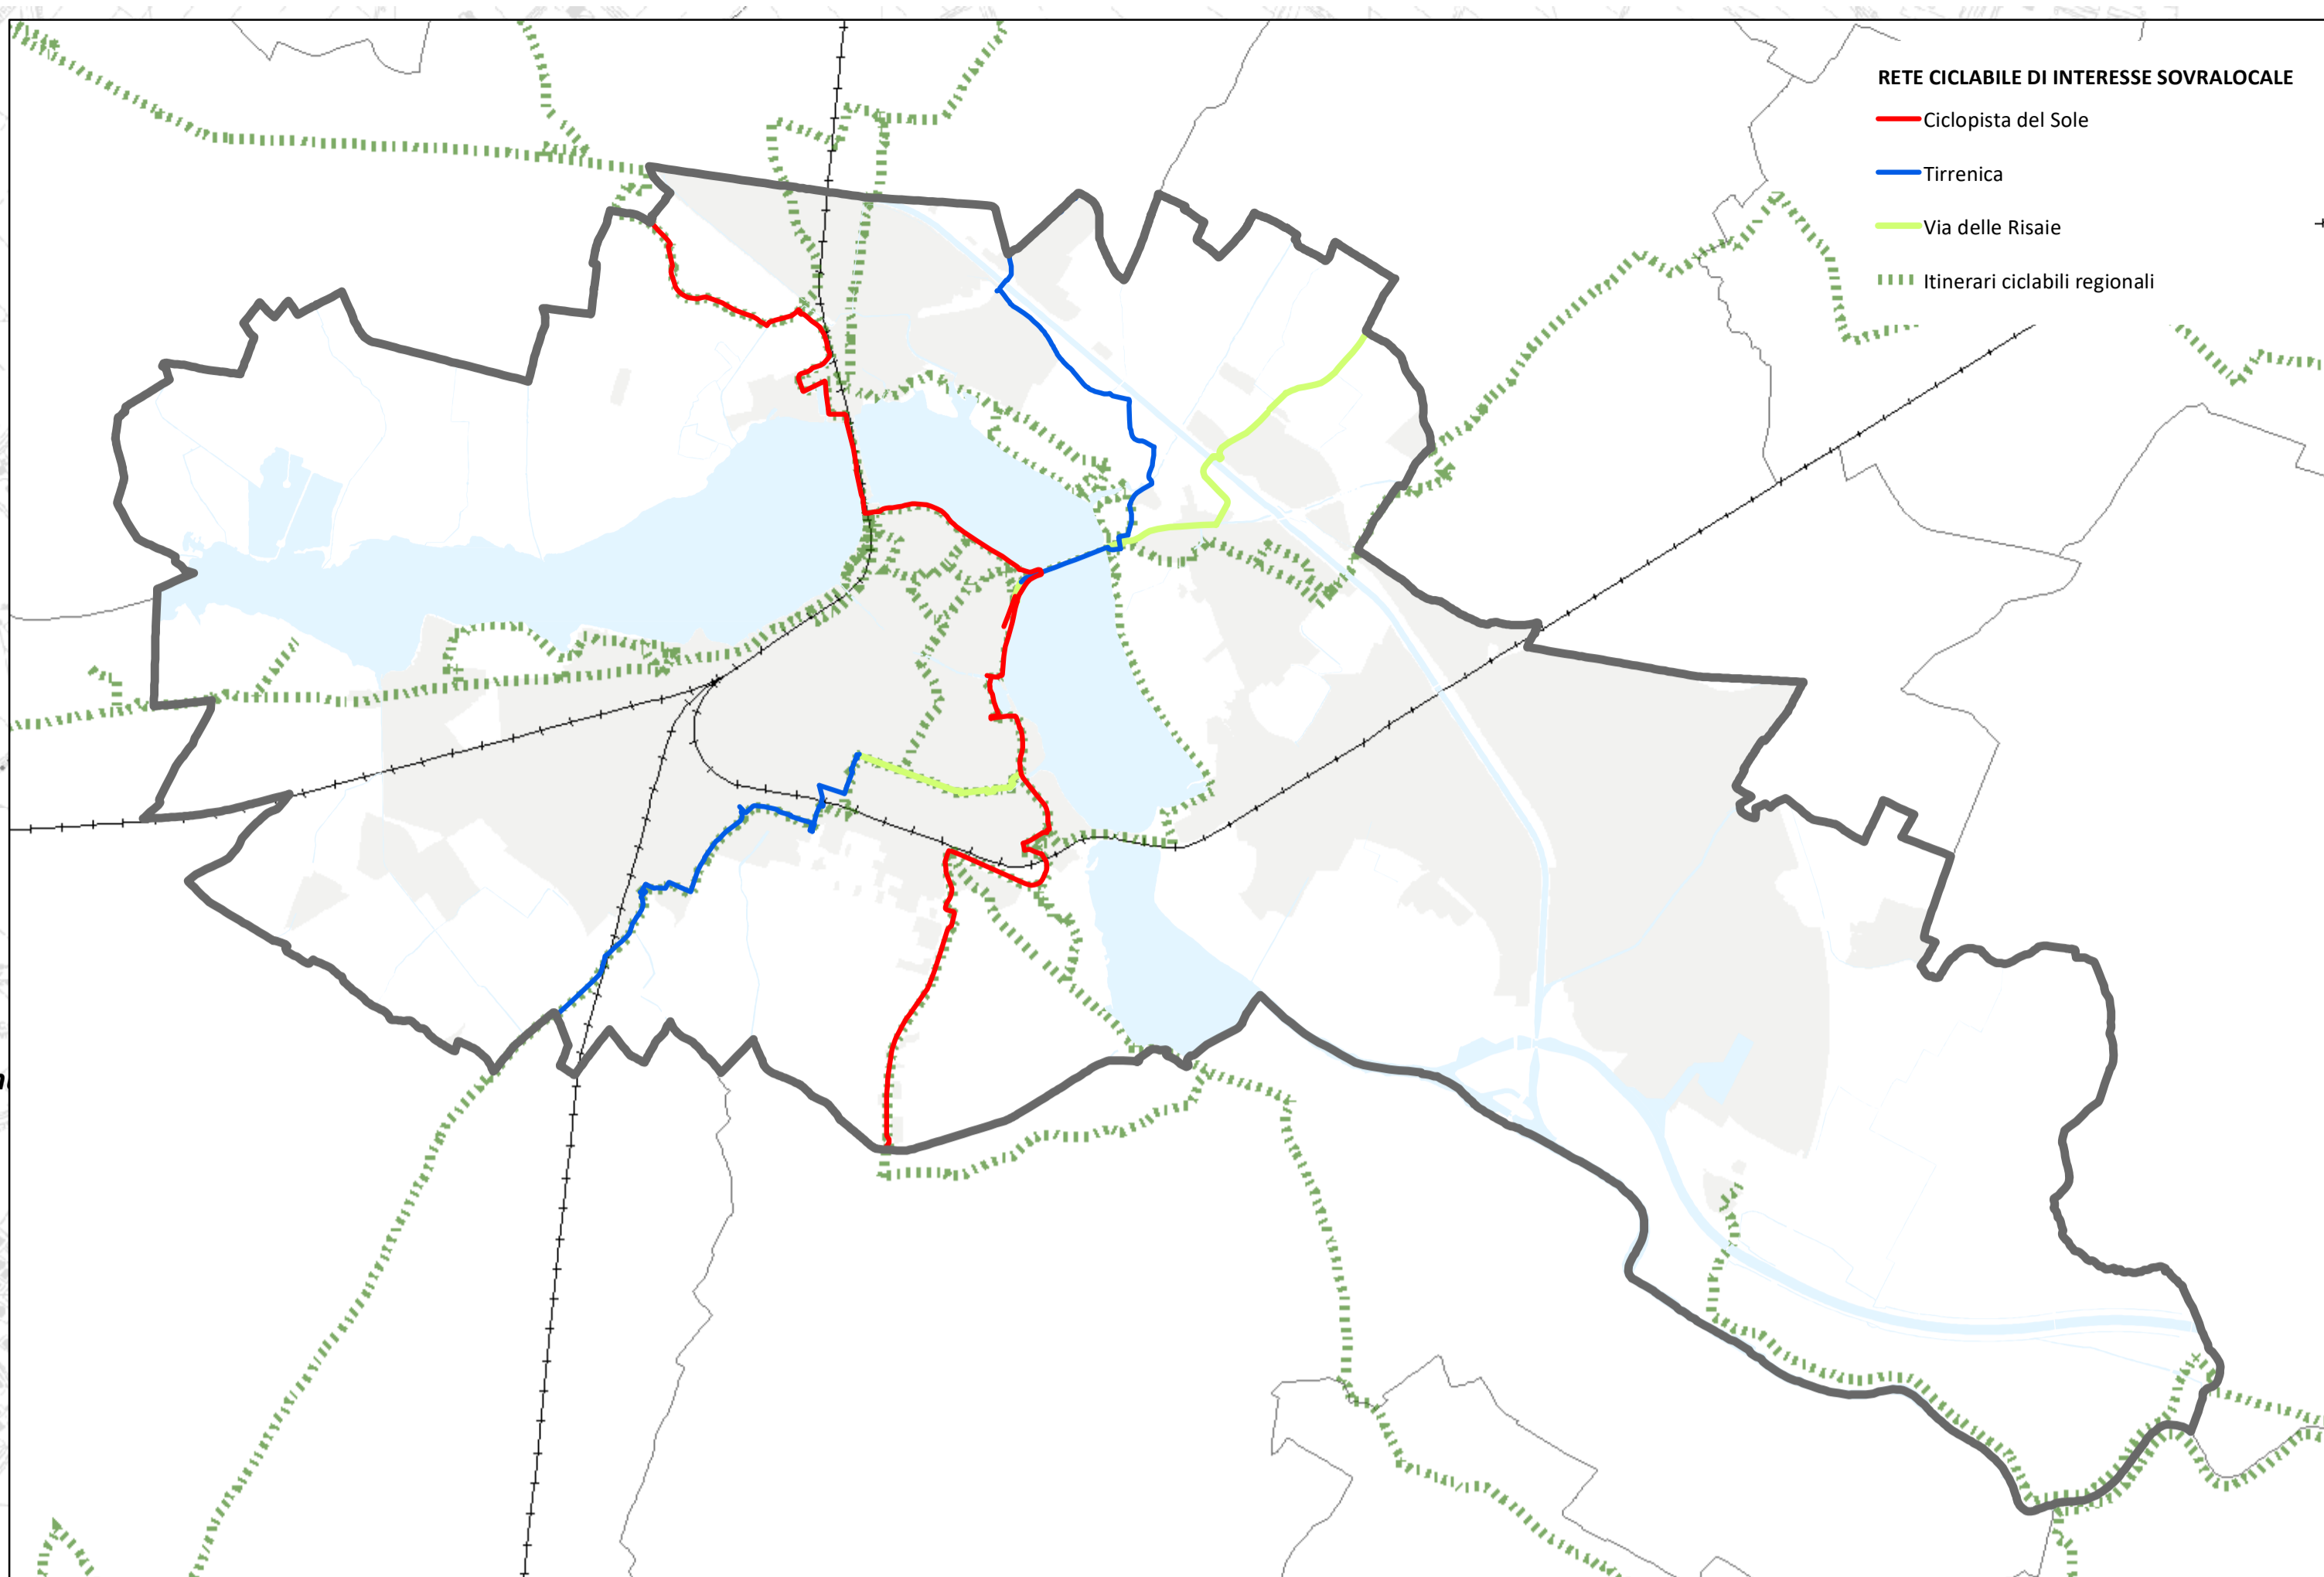 RETE CICLABILE DI INTERESSE SOVRALOCALE
Ciclopista del Sole
Tirrenica
Via delle Risaie
Itinerari ciclabili regionali